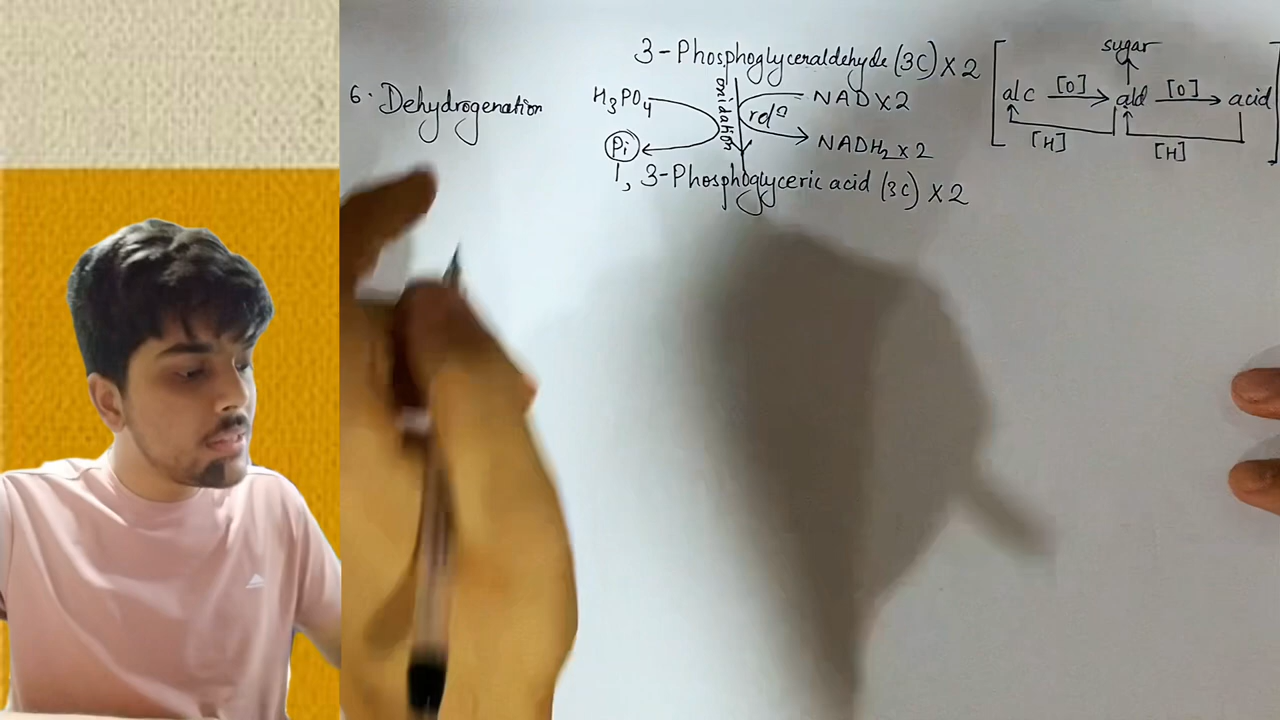 3-Phosphoglyceraldehyde (3C) X 2
6. Dehydrogenation
H₃PO₄
oxidation
NAD X 2
redⁿ
Pi
NADH₂ X 2
1, 3-Phosphoglyceric acid (3C) X 2
sugar
alc [O] ald [O] acid
[H] [H]